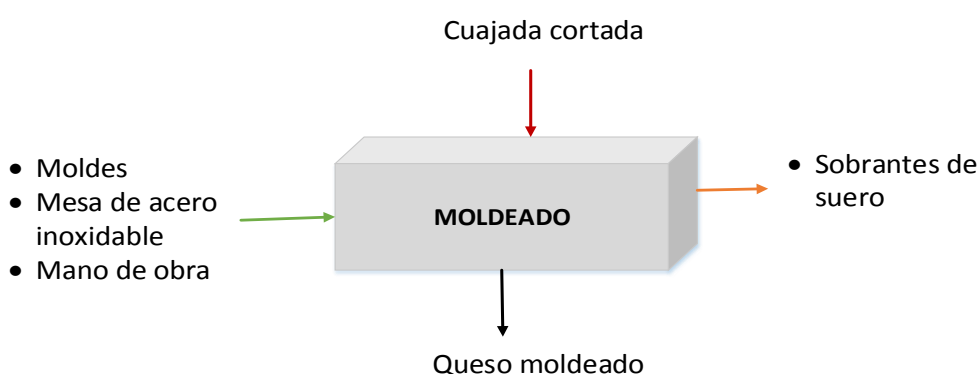 Cuajada cortada
• Moldes
• Mesa de acero
inoxidable
• Mano de obra
MOLDEADO
• Sobrantes de
suero
Queso moldeado